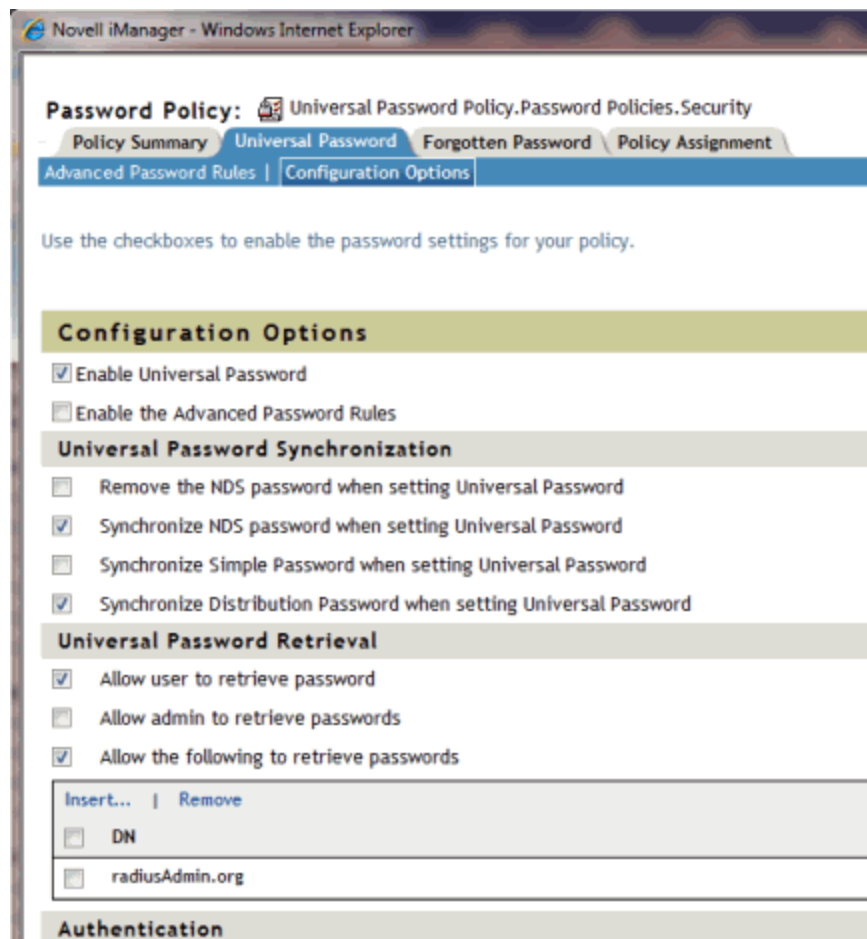 Novell iManager - Windows Internet Explorer
Password Policy: Universal Password Policy.Password Policies.Security
Policy Summary Universal Password Forgotten Password Policy Assignment
Advanced Password Rules | Configuration Options
Use the checkboxes to enable the password settings for your policy.
Configuration Options
Enable Universal Password
Enable the Advanced Password Rules
Universal Password Synchronization
Remove the NDS password when setting Universal Password
Synchronize NDS password when setting Universal Password
Synchronize Simple Password when setting Universal Password
Synchronize Distribution Password when setting Universal Password
Universal Password Retrieval
Allow user to retrieve password
Allow admin to retrieve passwords
Allow the following to retrieve passwords
Insert... | Remove
DN
radiusAdmin.org
Authentication